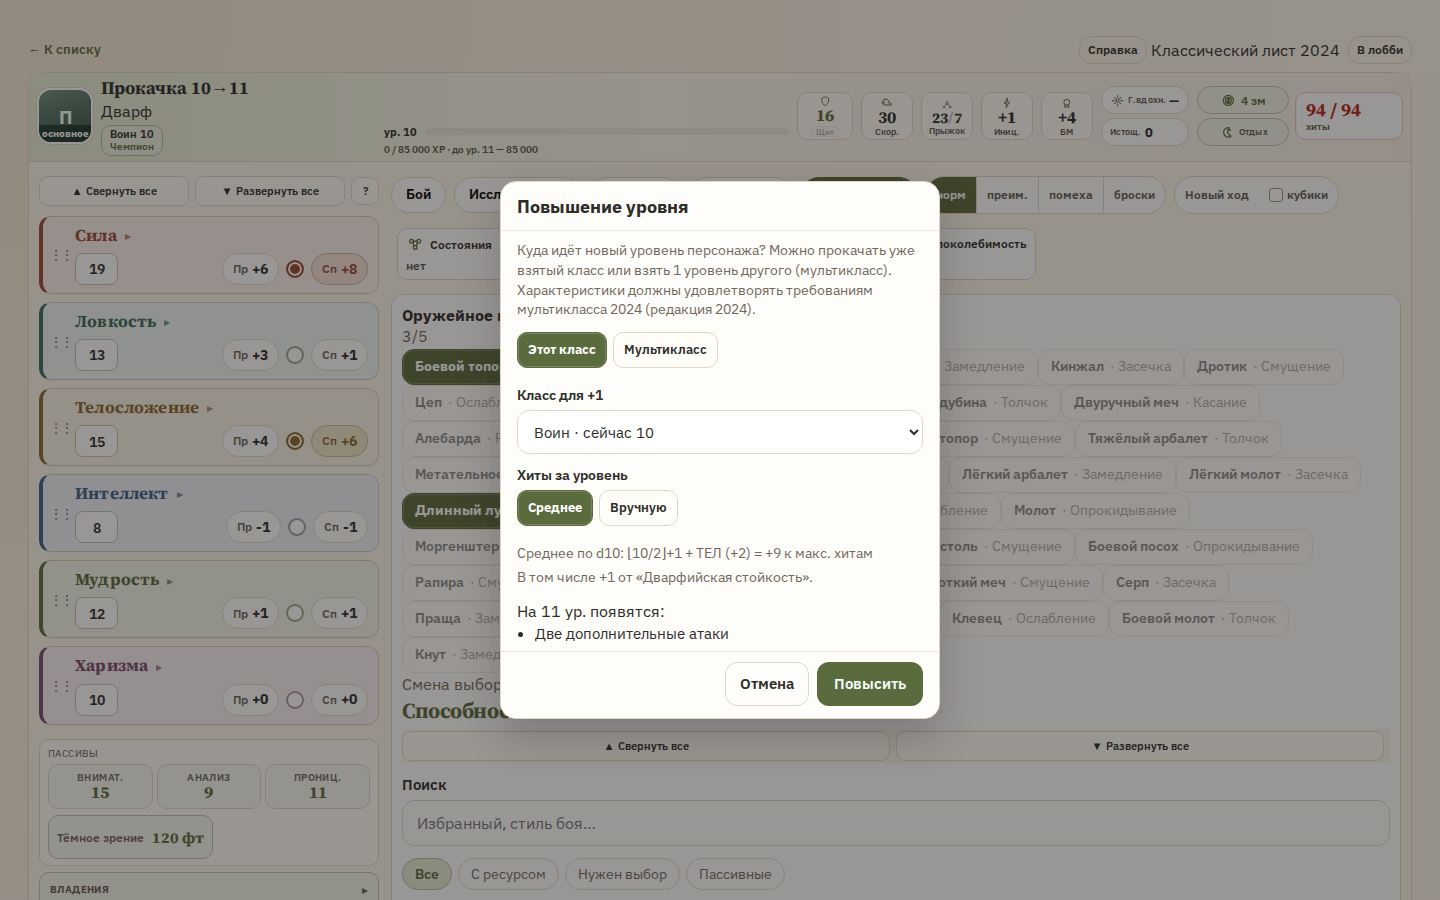 ← К списку
Справка Классический лист 2024 В лобби
П
основное
Прокачка 10→11
Дварф
Воин 10
Чемпион
ур. 10
0 / 85 000 XP · до ур. 11 — 85 000
16
Щит
30
Скор.
23/7
Прыжок
+1
Иниц.
+4
БМ
Г.вдохн. —
Истощ. 0
4 зм
Отдых
94 / 94
хиты
▲ Свернуть все ▼ Развернуть все ?
Сила ▸
19 Пр +6 Сп +8
Ловкость ▸
13 Пр +3 Сп +1
Телосложение ▸
15 Пр +4 Сп +6
Интеллект ▸
8 Пр -1 Сп -1
Мудрость ▸
12 Пр +1 Сп +1
Харизма ▸
10 Пр +0 Сп +0
ПАССИВЫ
ВНИМАТ.
15
АНАЛИЗ
9
ПРОНИЦ.
11
Тёмное зрение 120 фт
ВЛАДЕНИЯ ▸
Бой
преим. помеха броски Новый ход кубики
Состояния
нет
Оружейное
3/5
Боевой Замедление Кинжал · Засечка Дротик · Смущение
Цеп · Толчок Двуручный меч · Касание
Алебарда · Смущение Тяжёлый арбалет · Толчок
Лёгкий арбалет · Замедление Лёгкий молот · Засечка
Длинный Молот · Опрокидывание
· Смущение Боевой посох · Опрокидывание
Рапира · меч · Смущение Серп · Засечка
Праща · Клевец · Ослабление Боевой молот · Толчок
Кнут ·
Смена
▲ Свернуть все ▼ Развернуть все
Поиск
Избранный, стиль боя...
Все С ресурсом Нужен выбор Пассивные
Повышение уровня
Куда идёт новый уровень персонажа? Можно прокачать уже
взятый класс или взять 1 уровень другого (мультикласс).
Характеристики должны удовлетворять требованиям
мультикласса 2024 (редакция 2024).
Этот класс Мультикласс
Класс для +1
Воин · сейчас 10
Хиты за уровень
Среднее Вручную
Среднее по d10: ⌊10/2⌋+1 + ТЕЛ (+2) = +9 к макс. хитам
В том числе +1 от «Дварфийская стойкость».
На 11 ур. появятся:
• Две дополнительные атаки
Отмена Повысить